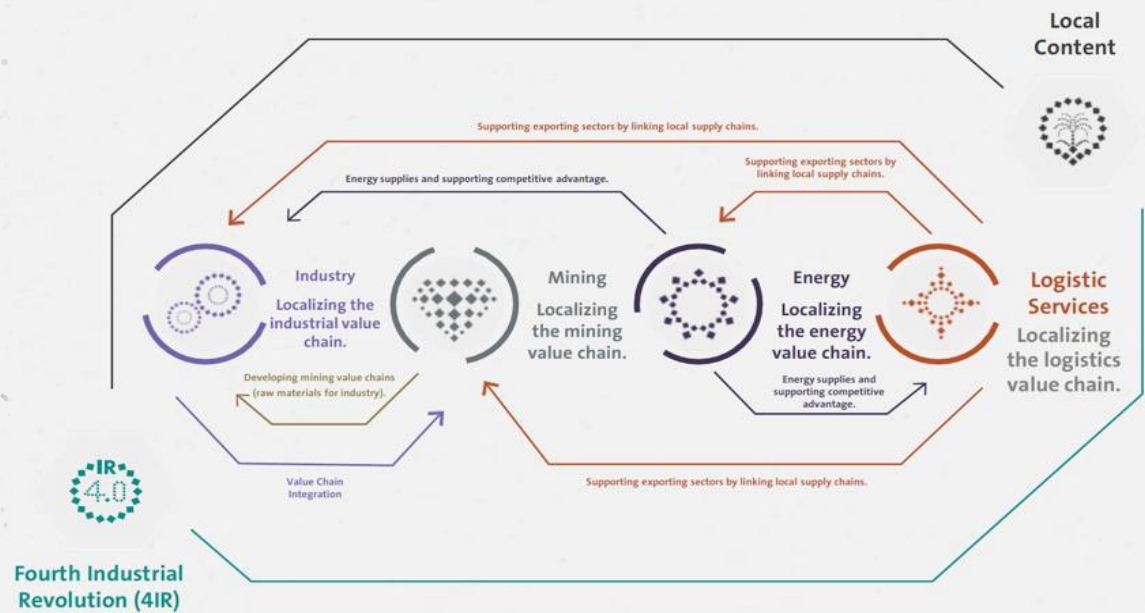 Local
Content
Supporting exporting sectors by linking local supply chains.
Supporting exporting sectors by
linking local supply chains.
Energy supplies and supporting competitive advantage.
Industry
Localizing the
industrial value
chain.
Mining
Localizing
the mining
value chain.
Energy
Localizing
the energy
value chain.
Logistic
Services
Localizing
the logistics
value chain.
Developing mining value chains
(raw materials for industry).
Energy supplies and
supporting competitive
advantage.
Value Chain
Integration
Supporting exporting sectors by linking local supply chains.
IR
4.0
Fourth Industrial
Revolution (4IR)